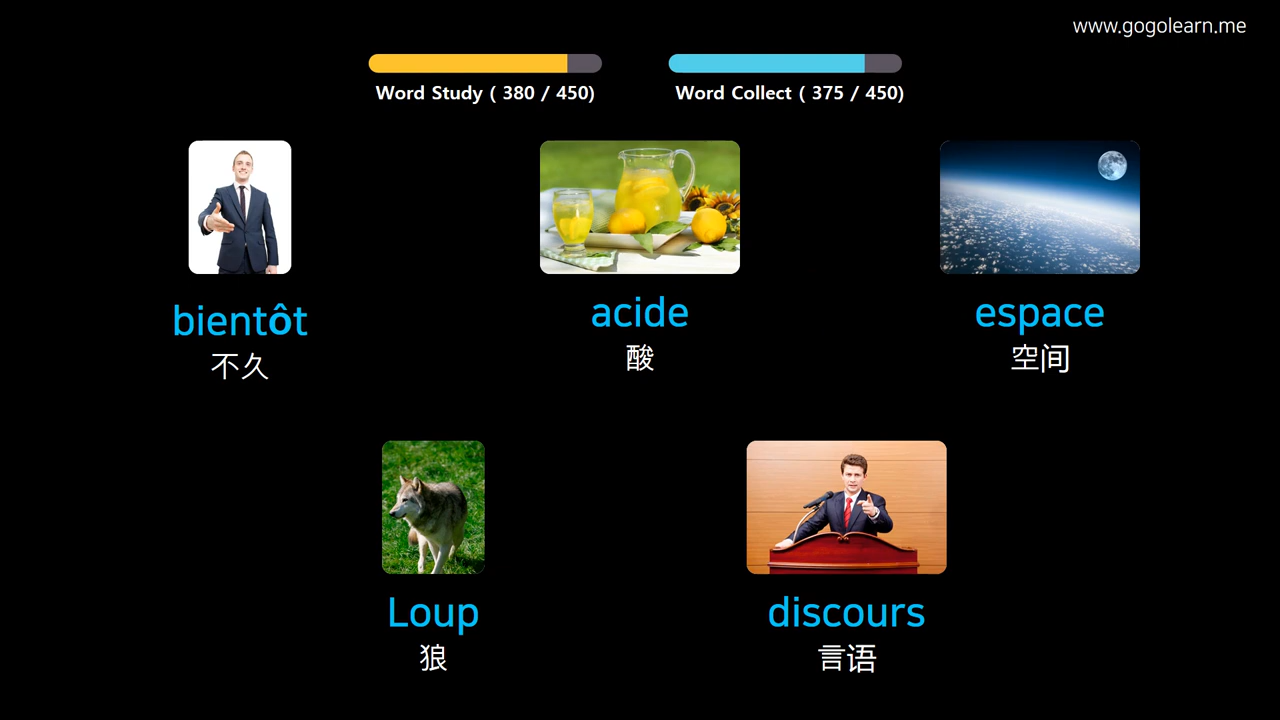 www.gogolearn.me
Word Study ( 380 / 450)
Word Collect ( 375 / 450)
bientôt
不久
acide
酸
espace
空间
Loup
狼
discours
言语